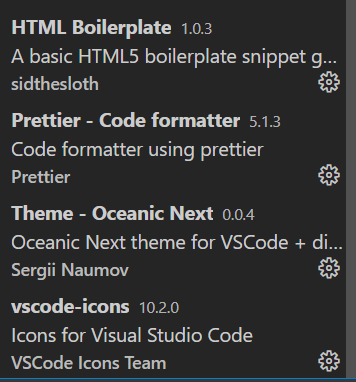 HTML Boilerplate 1.0.3
A basic HTML5 boilerplate snippet g...
sidthesloth
Prettier - Code formatter 5.1.3
Code formatter using prettier
Prettier
Theme - Oceanic Next 0.0.4
Oceanic Next theme for VSCode + di...
Sergii Naumov
vscode-icons 10.2.0
Icons for Visual Studio Code
VSCode Icons Team